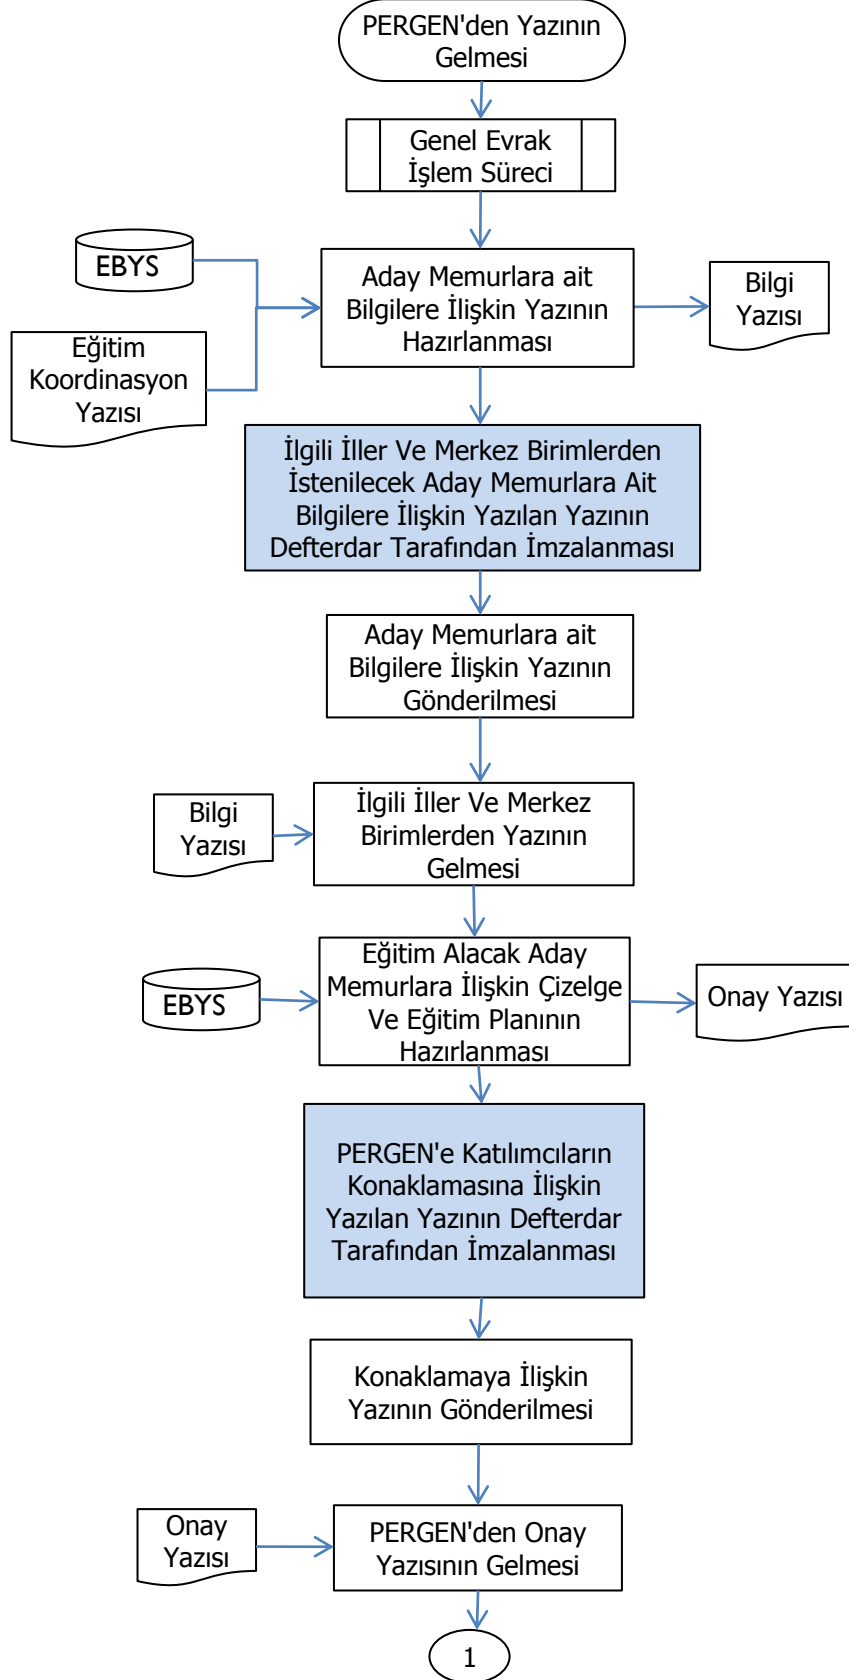 PERGEN'den Yazının
Gelmesi
Genel Evrak
İşlem Süreci
EBYS
Aday Memurlara ait
Bilgilere İlişkin Yazının
Hazırlanması
Bilgi
Yazısı
Eğitim
Koordinasyon
Yazısı
İlgili İller Ve Merkez Birimlerden
İstenilecek Aday Memurlara Ait
Bilgilere İlişkin Yazılan Yazının
Defterdar Tarafından İmzalanması
Aday Memurlara ait
Bilgilere İlişkin Yazının
Gönderilmesi
Bilgi
Yazısı
İlgili İller Ve Merkez
Birimlerden Yazının
Gelmesi
EBYS
Eğitim Alacak Aday
Memurlara İlişkin Çizelge
Ve Eğitim Planının
Hazırlanması
Onay Yazısı
PERGEN'e Katılımcıların
Konaklamasına İlişkin
Yazılan Yazının Defterdar
Tarafından İmzalanması
Konaklamaya İlişkin
Yazının Gönderilmesi
Onay
Yazısı
PERGEN'den Onay
Yazısının Gelmesi
1